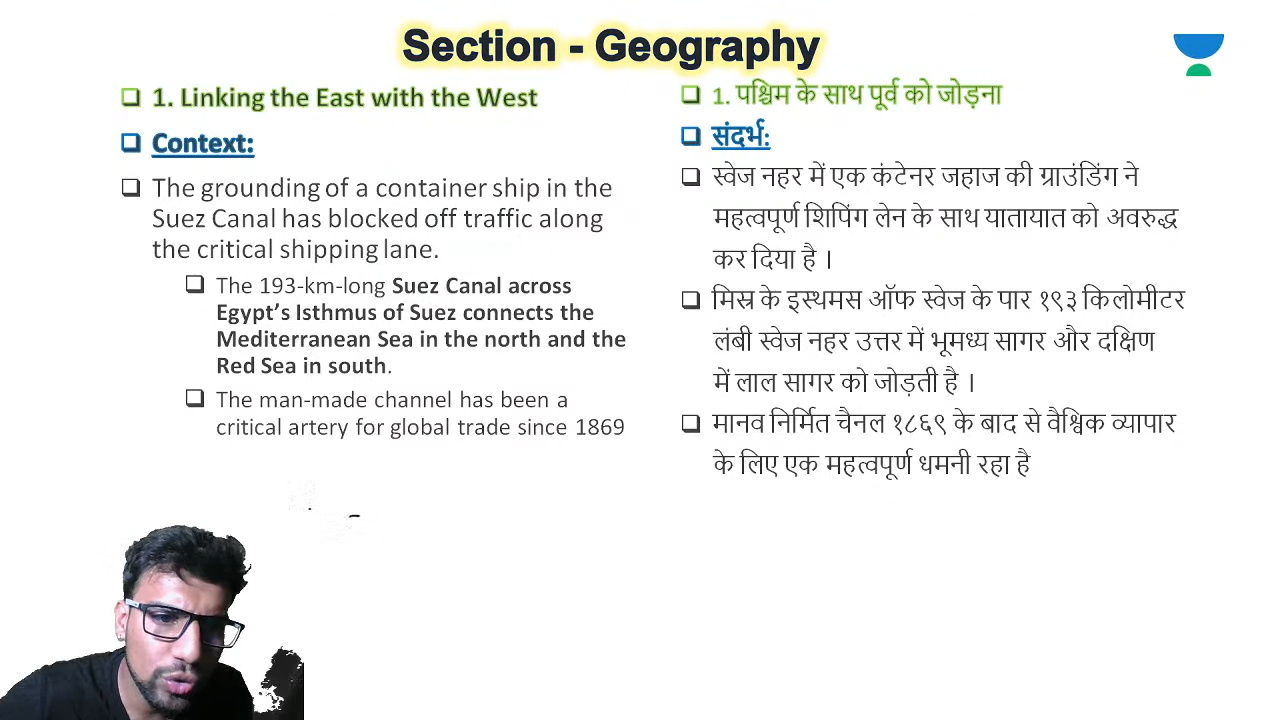 Section - Geography
1. Linking the East with the West
Context:
The grounding of a container ship in the
Suez Canal has blocked off traffic along
the critical shipping lane.
The 193-km-long Suez Canal across
Egypt’s Isthmus of Suez connects the
Mediterranean Sea in the north and the
Red Sea in south.
The man-made channel has been a
critical artery for global trade since 1869
1. पश्चिम के साथ पूर्व को जोड़ना
संदर्भ:
स्वेज नहर में एक कंटेनर जहाज की ग्राउंडिंग ने
महत्वपूर्ण शिपिंग लेन के साथ यातायात को अवरुद्ध
कर दिया है ।
मिस्र के इस्थमस ऑफ स्वेज के पार १९३ किलोमीटर
लंबी स्वेज नहर उत्तर में भूमध्य सागर और दक्षिण
में लाल सागर को जोड़ती है ।
मानव निर्मित चैनल १८६९ के बाद से वैश्विक व्यापार
के लिए एक महत्वपूर्ण धमनी रहा है